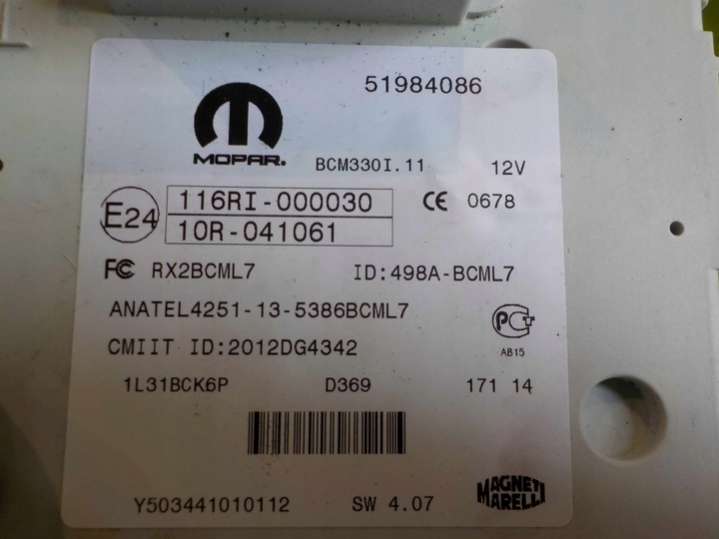 51984086
MOPAR.
BCM330I.11 12V
E24 116RI-000030 CE 0678
10R-041061
FC RX2BCML7 ID:498A-BCML7
ANATEL4251-13-5386BCML7
CMIIT ID:2012DG4342
AB15
1L31BCK6P D369 171 14
Y503441010112 SW 4.07
MAGNETI
MARELLI